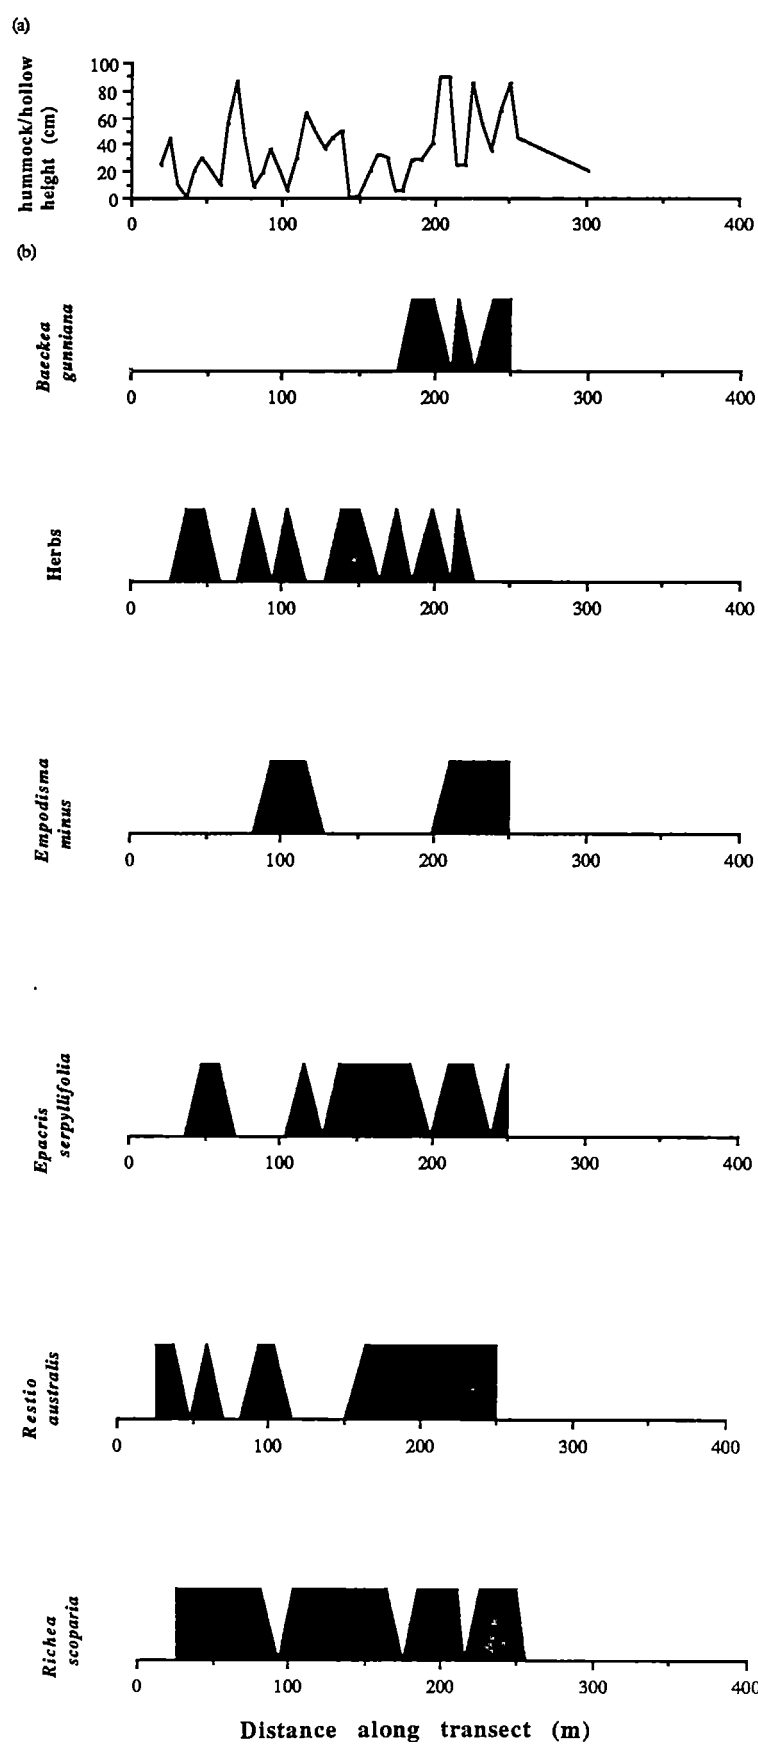 (a)
hummock/hollow
height (cm)
100
80
60
40
20
0
0 100 200 300 400
(b)
Baeckea
gunniana
0 100 200 300 400
Herbs
0 100 200 300 400
Empodisma
minus
0 100 200 300 400
Epacris
serpyllifolia
0 100 200 300 400
Restio
australis
0 100 200 300 400
Richea
scoparia
0 100 200 300 400
Distance along transect (m)